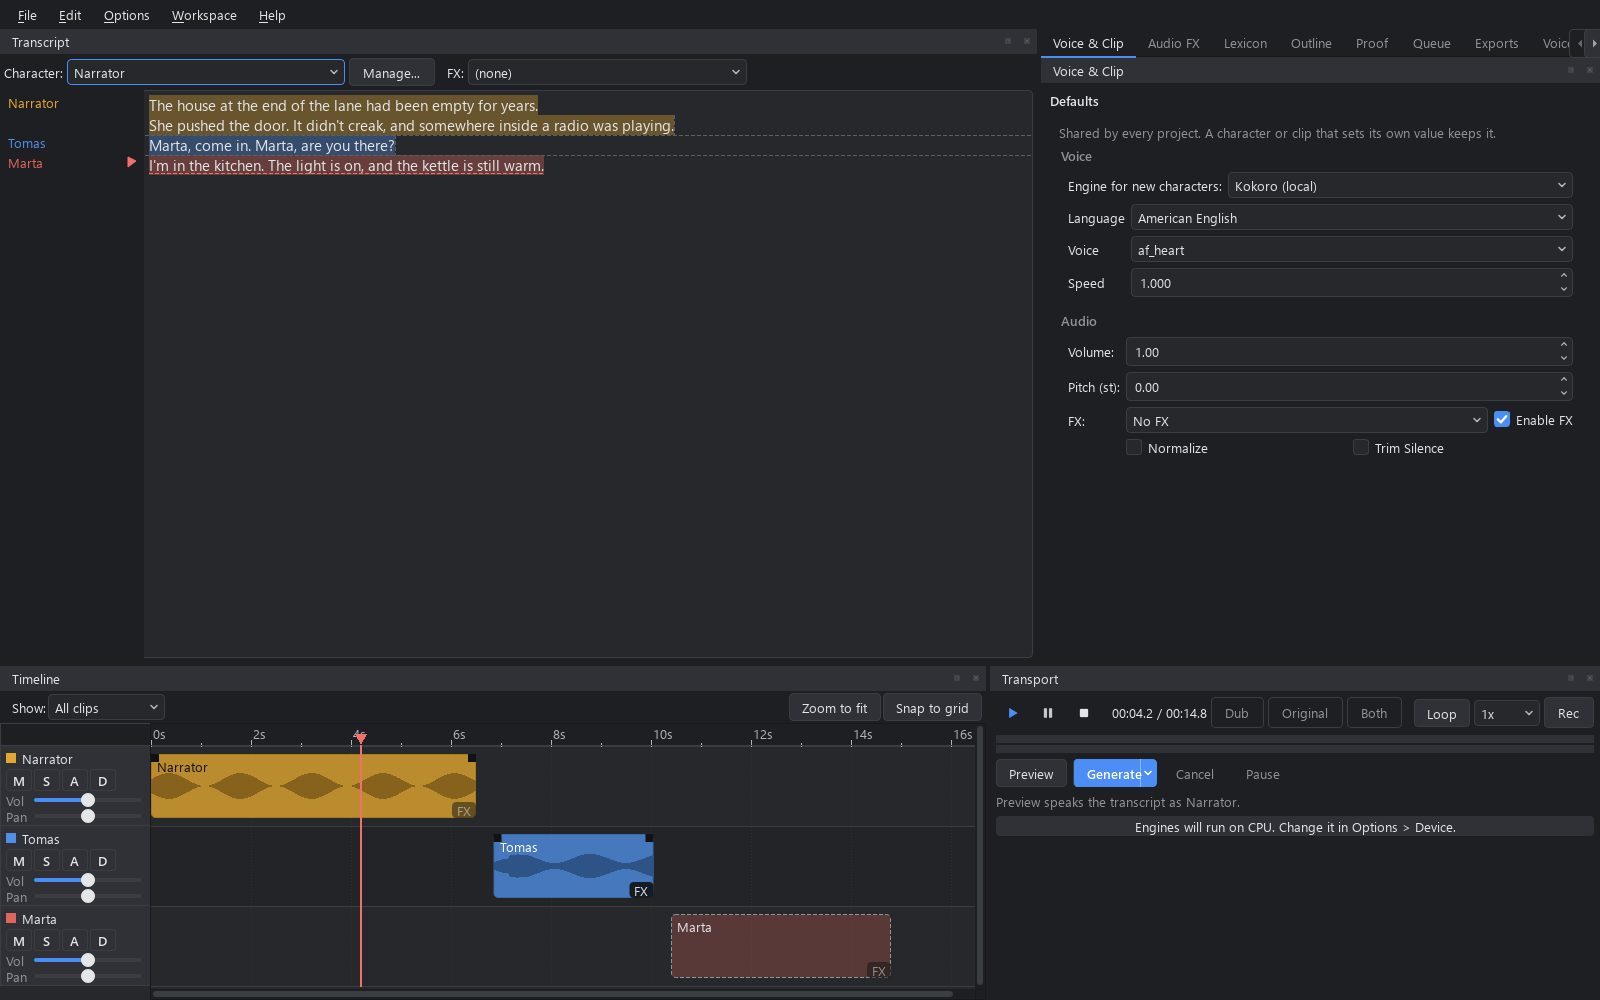 File Edit Options Workspace Help
Transcript
Character: Narrator Manage... FX: (none)
Narrator
The house at the end of the lane had been empty for years.
She pushed the door. It didn't creak, and somewhere inside a radio was playing.
Tomas
Marta, come in. Marta, are you there?
Marta
I'm in the kitchen. The light is on, and the kettle is still warm.
Voice & Clip Audio FX Lexicon Outline Proof Queue Exports
Voice & Clip
Defaults
Shared by every project. A character or clip that sets its own value keeps it.
Voice
Engine for new characters: Kokoro (local)
Language American English
Voice af_heart
Speed 1.000
Audio
Volume: 1.00
Pitch (st): 0.00
FX: No FX Enable FX
Normalize Trim Silence
Timeline
Show: All clips Zoom to fit Snap to grid
0s 2s 4s 6s 8s 10s 12s 14s 16s
Narrator
M S A D
Vol
Pan
Narrator
FX
Tomas
M S A D
Vol
Pan
Tomas
FX
Marta
M S A D
Vol
Pan
Marta
FX
Transport
00:04.2 / 00:14.8 Dub Original Both Loop 1x Rec
Preview Generate Cancel Pause
Preview speaks the transcript as Narrator.
Engines will run on CPU. Change it in Options > Device.